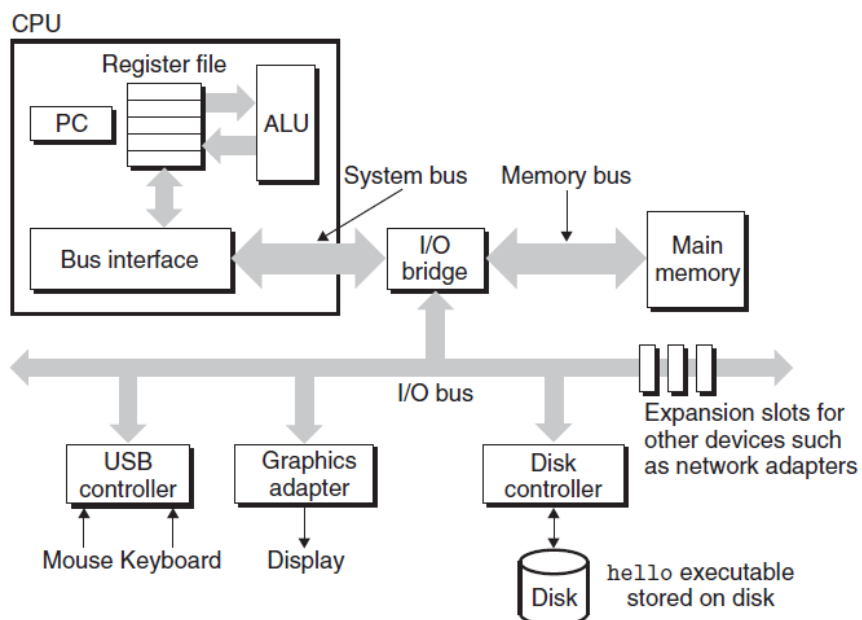 CPU
Register file
PC
ALU
System bus
Memory bus
Bus interface
I/O
bridge
Main
memory
I/O bus
Expansion slots for
other devices such
as network adapters
USB
controller
Graphics
adapter
Disk
controller
Mouse Keyboard
Display
Disk
hello executable
stored on disk